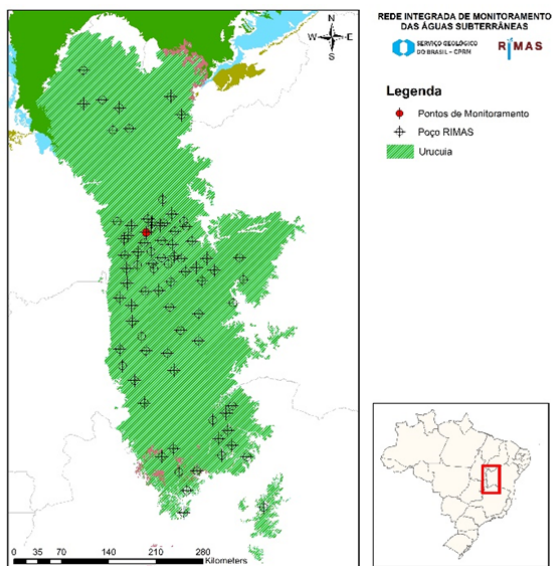 REDE INTEGRADA DE MONITORAMENTO
DAS ÁGUAS SUBTERRÂNEAS
SERVIÇO GEOLÓGICO
DO BRASIL – CPRM
RIMAS
N
W E
S
Legenda
Pontos de Monitoramento
Poço RIMAS
Urucuia
0 35 70 140 210 280
Kilometers